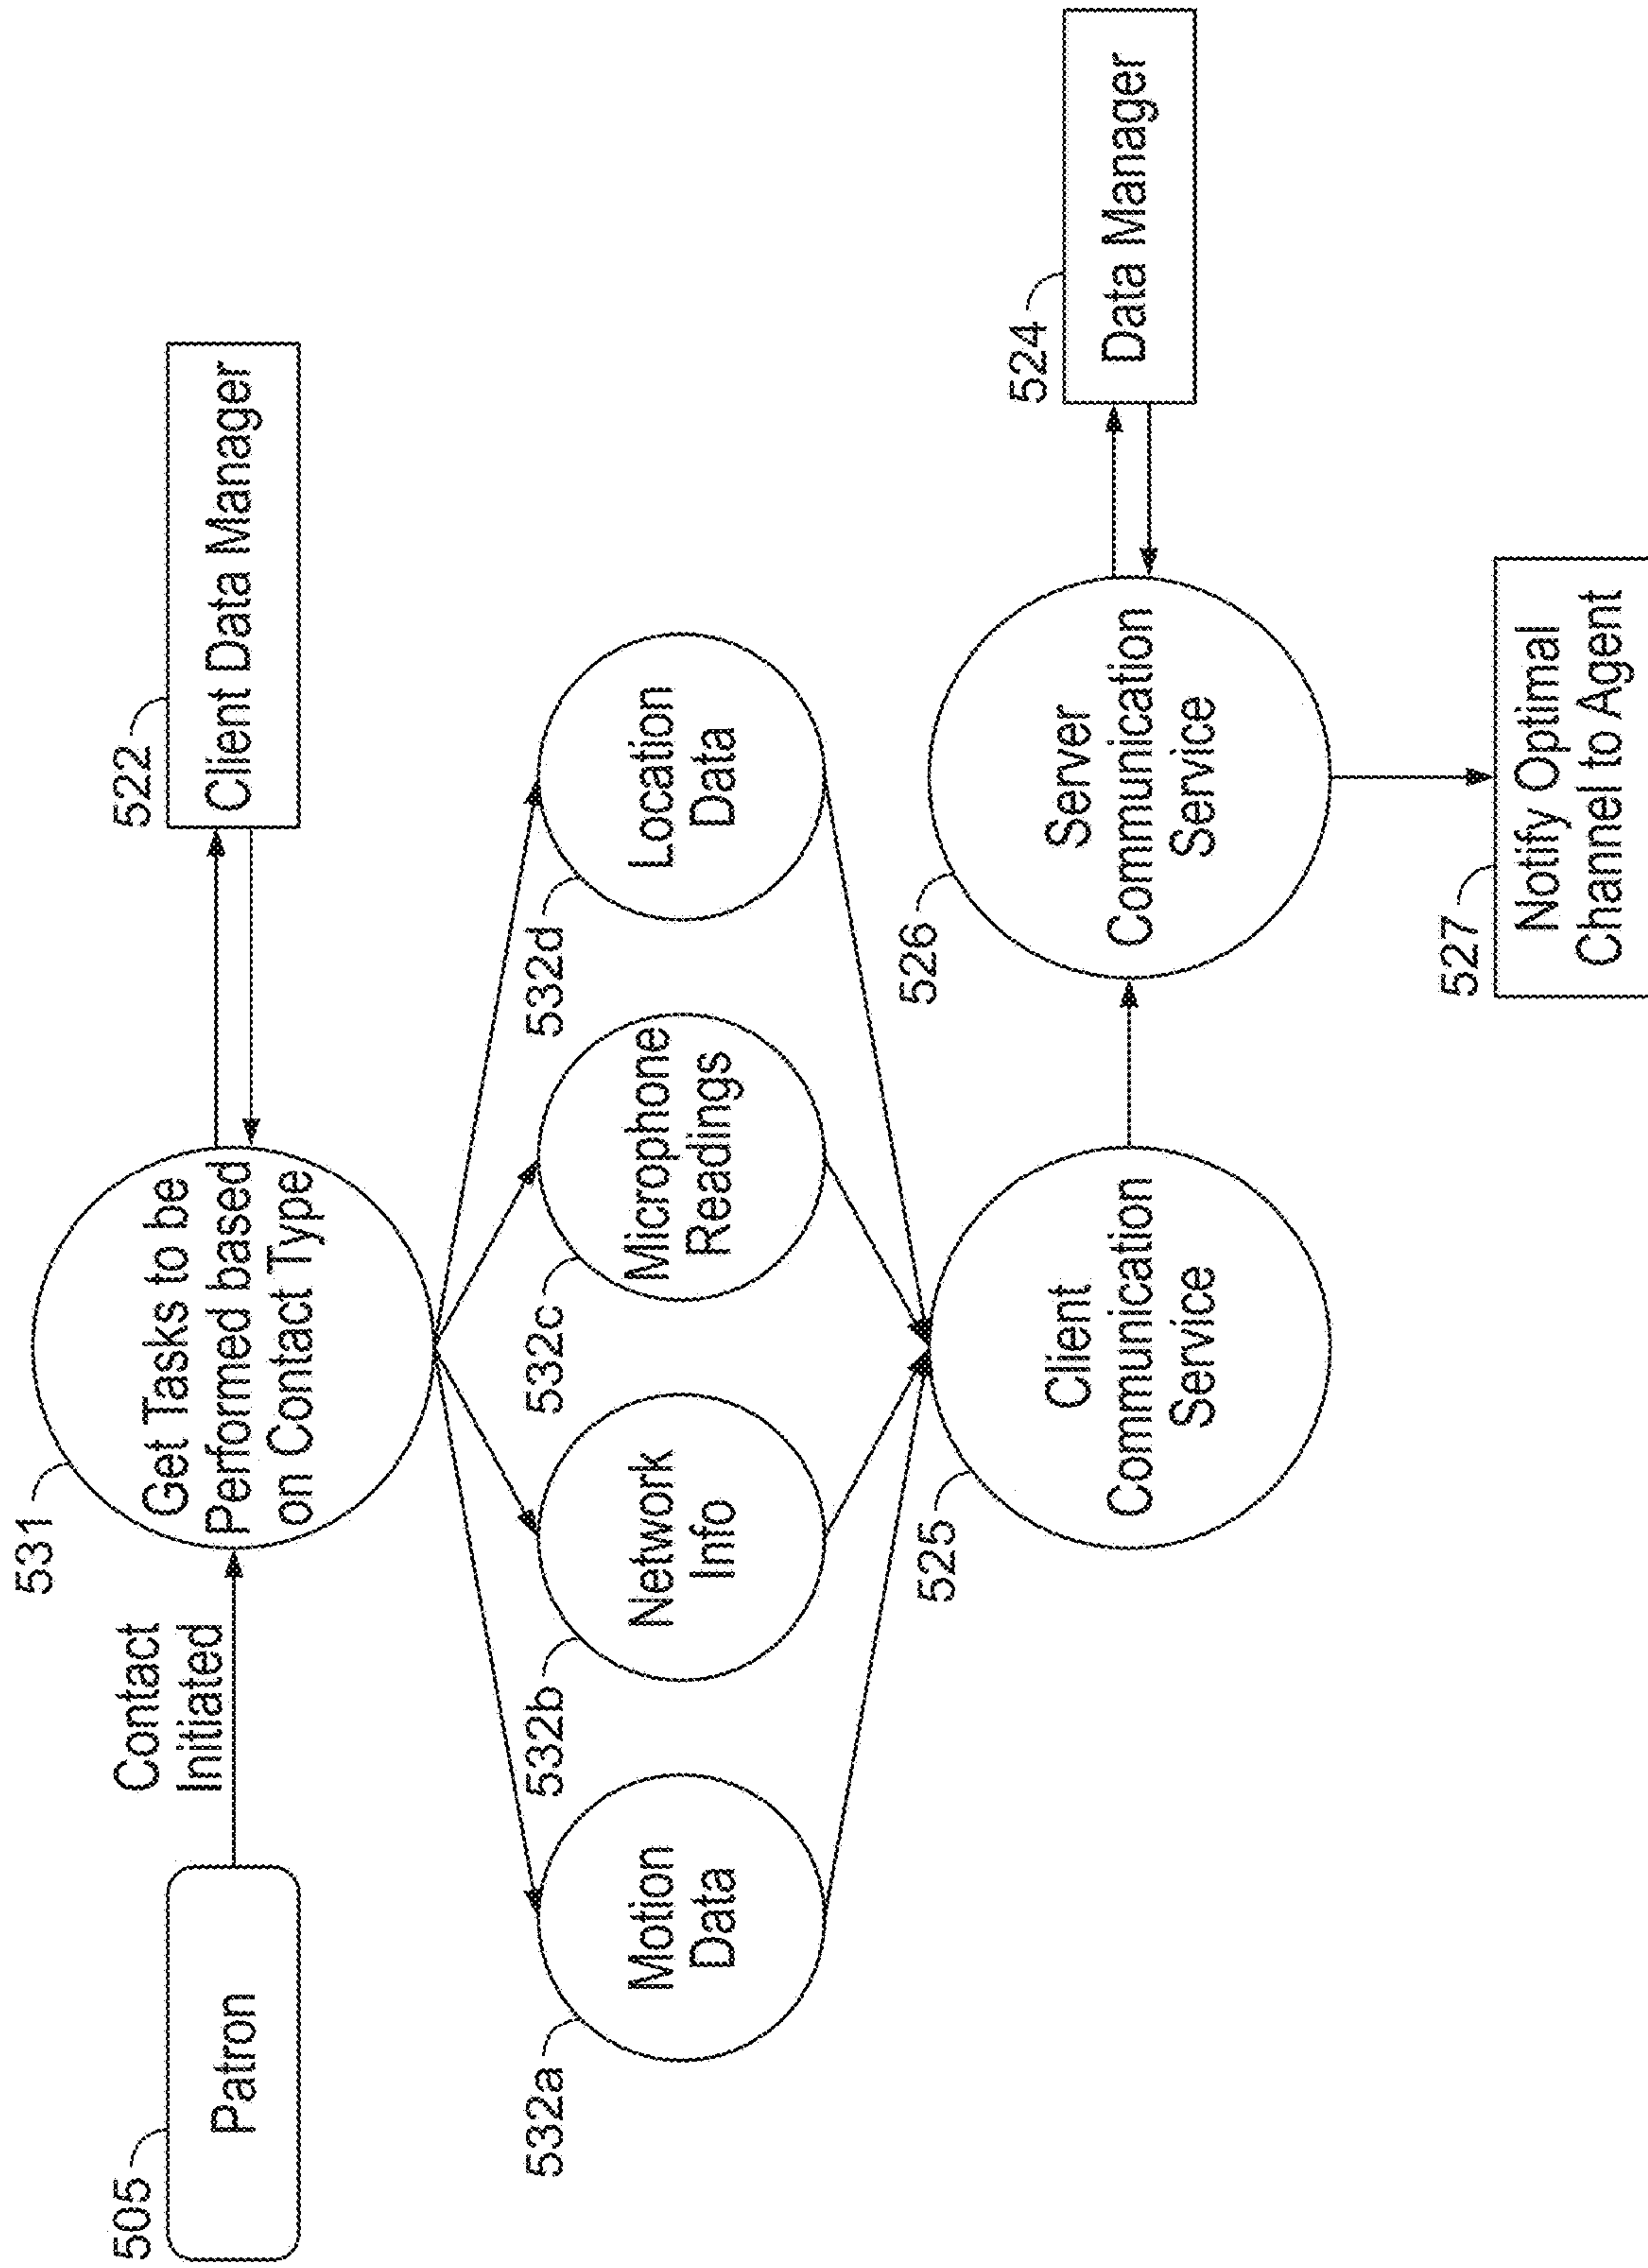 505
Patron
Contact
Initiated
531
Get Tasks to be
Performed based
on Contact Type
522
Client Data Manager
532a
Motion
Data
532b
Network
Info
532c
Microphone
Readings
532d
Location
Data
525
Client
Communication
Service
526
Server
Communication
Service
524
Data Manager
527
Notify Optimal
Channel to Agent